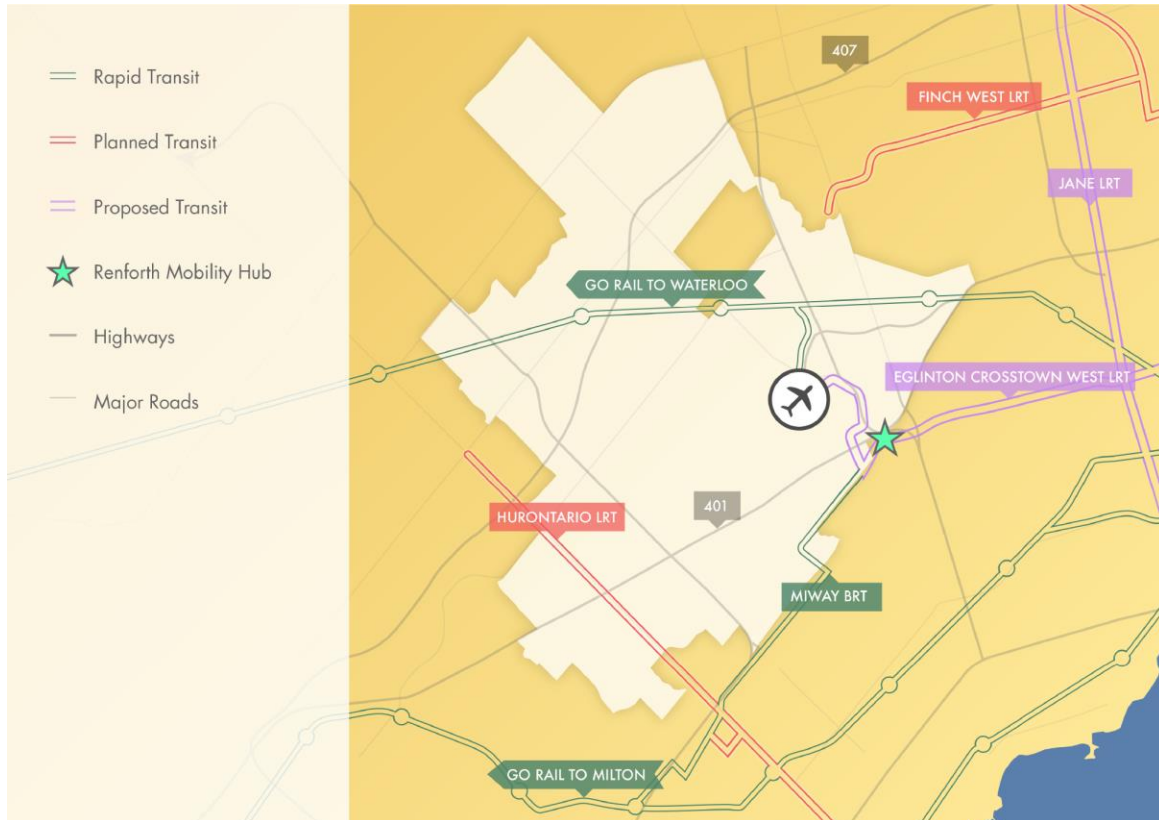 Rapid Transit
Planned Transit
Proposed Transit
Renforth Mobility Hub
Highways
Major Roads
407
FINCH WEST LRT
JANE LRT
GO RAIL TO WATERLOO
EGLINTON CROSSTOWN WEST LRT
401
HURONTARIO LRT
MIWAY BRT
GO RAIL TO MILTON